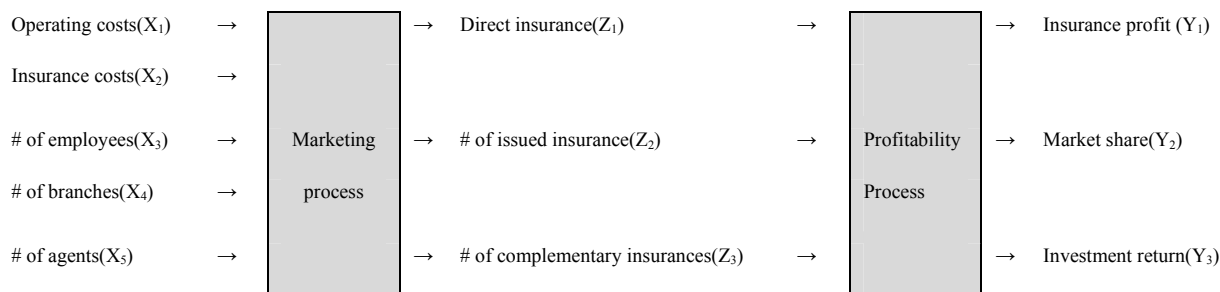 Operating costs(X₁) → → Direct insurance(Z₁) → → Insurance profit (Y₁)
Insurance costs(X₂) →
# of employees(X₃) → Marketing → # of issued insurance(Z₂) → Profitability → Market share(Y₂)
# of branches(X₄) → process Process
# of agents(X₅) → → # of complementary insurances(Z₃) → → Investment return(Y₃)